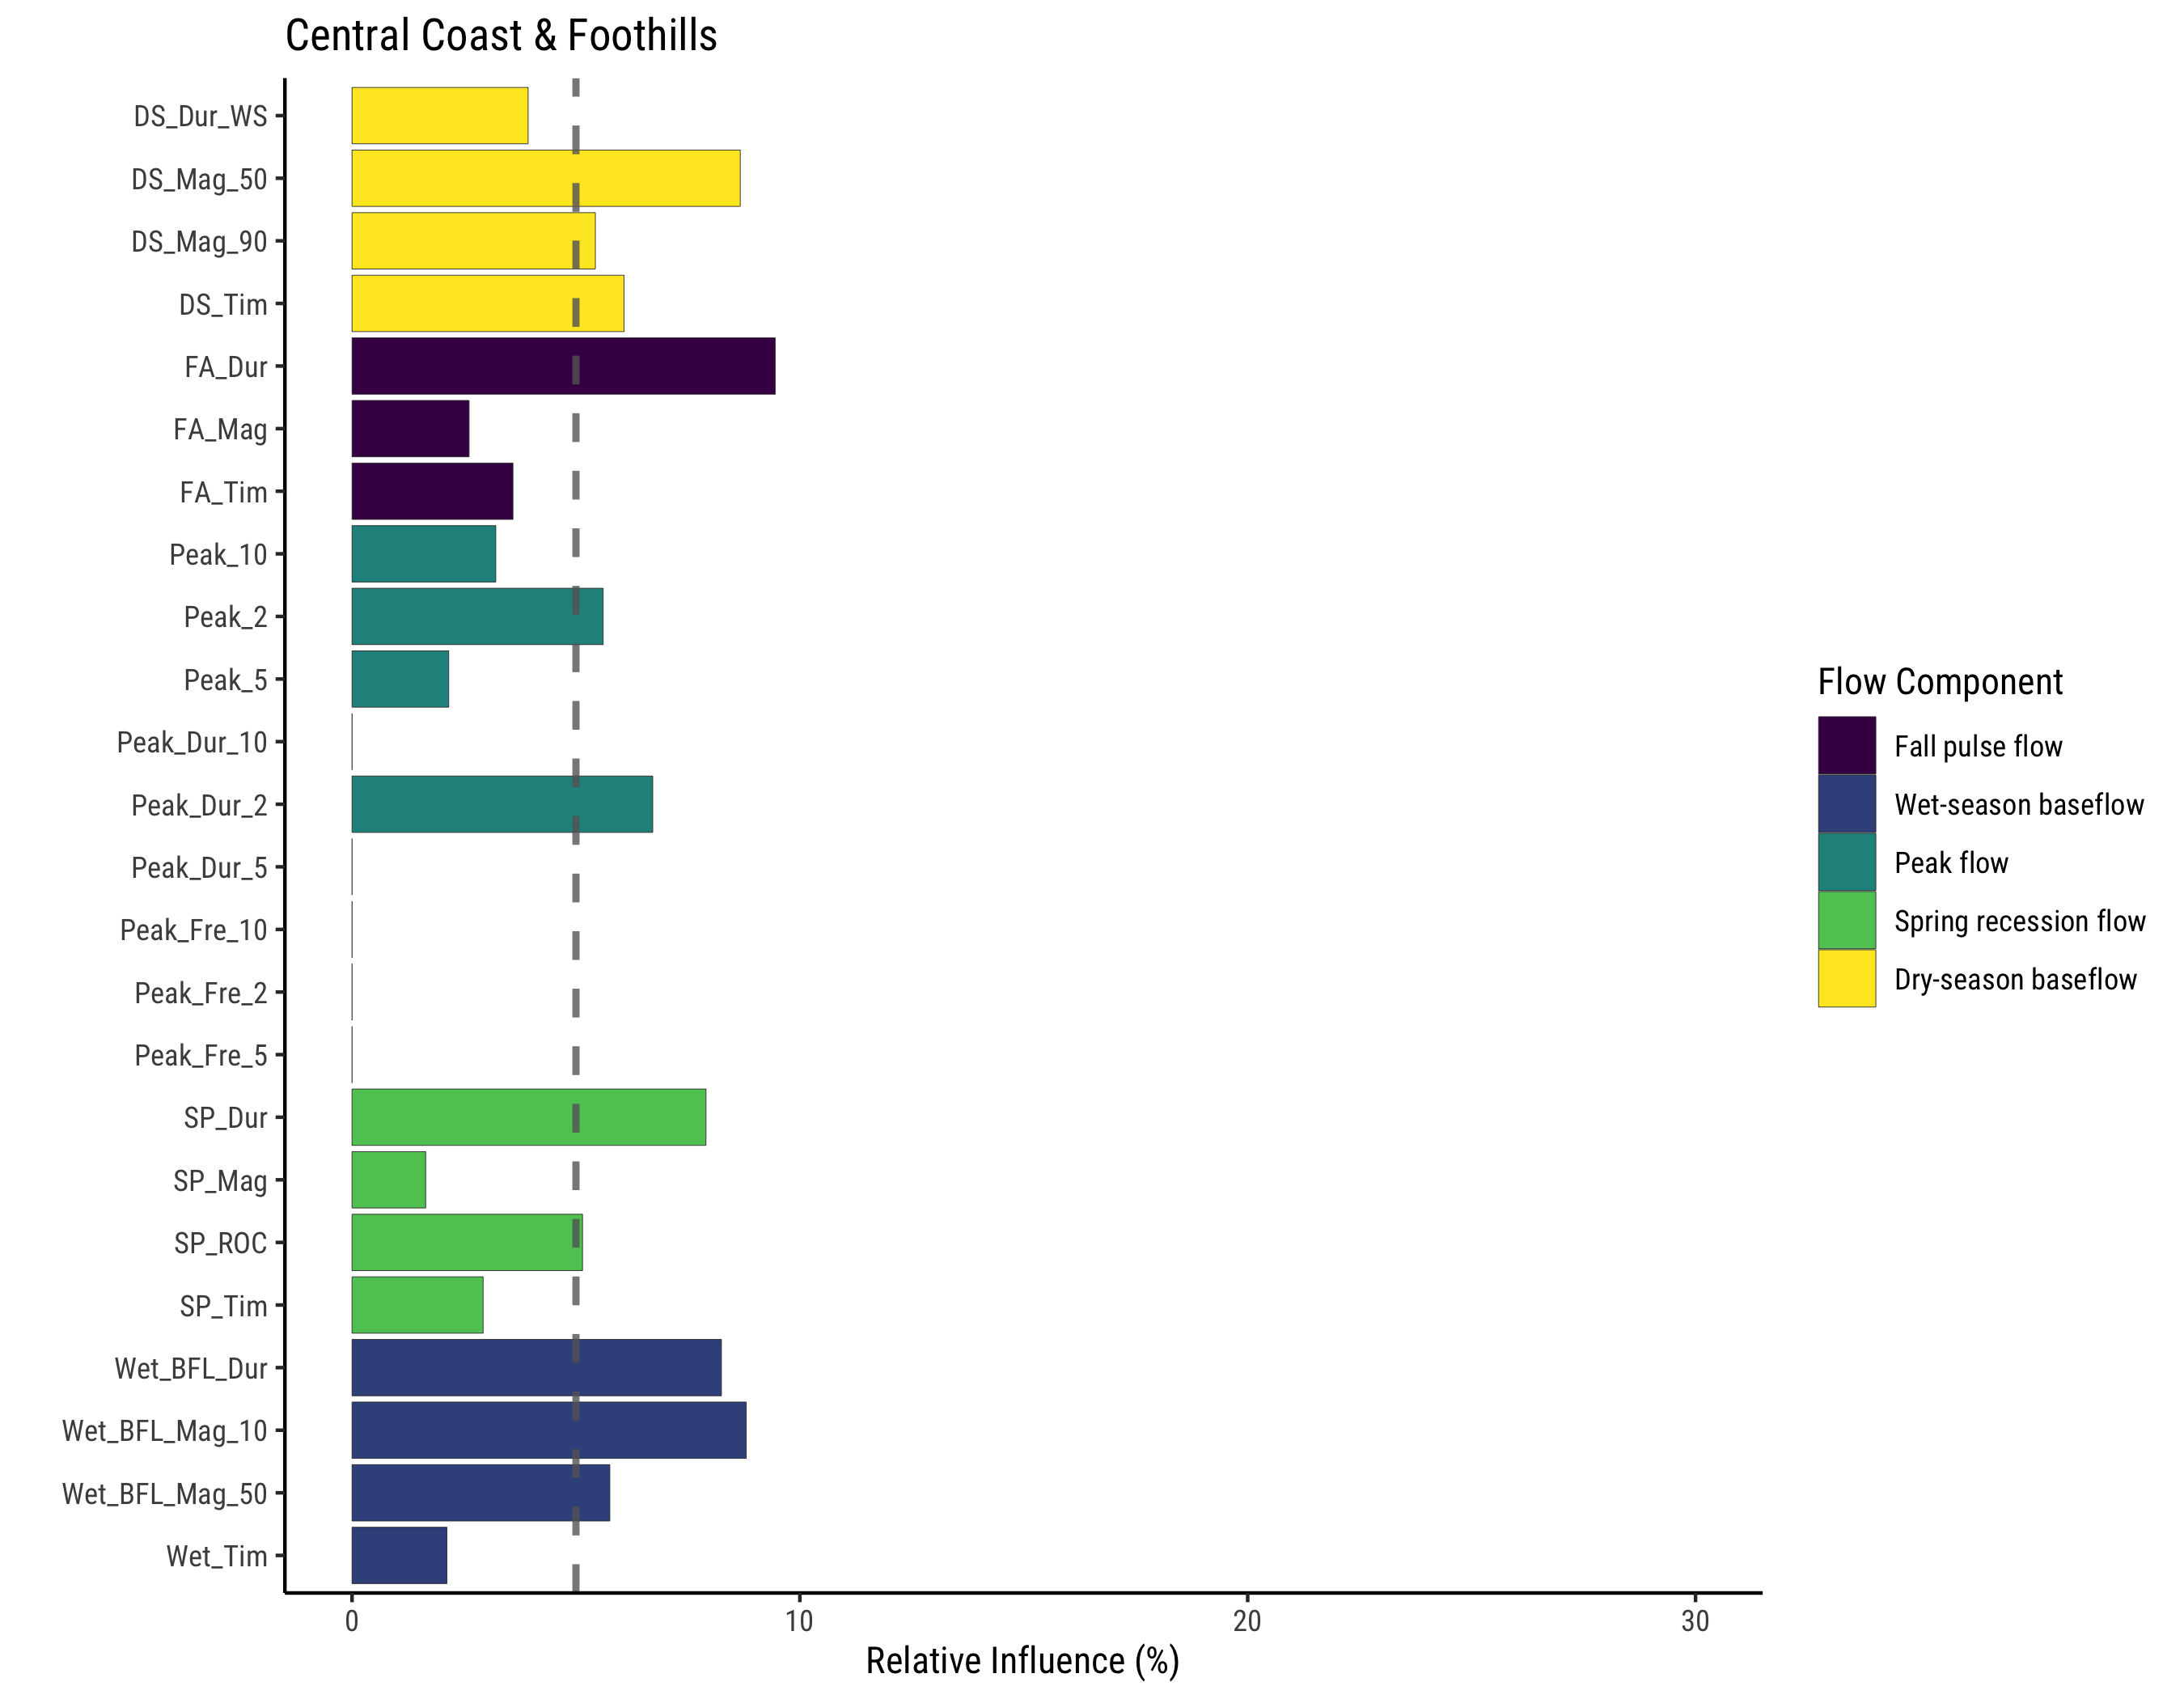 Central Coast & Foothills
DS_Dur_WS
DS_Mag_50
DS_Mag_90
DS_Tim
FA_Dur
FA_Mag
FA_Tim
Peak_10
Peak_2
Peak_5
Peak_Dur_10
Peak_Dur_2
Peak_Dur_5
Peak_Fre_10
Peak_Fre_2
Peak_Fre_5
SP_Dur
SP_Mag
SP_ROC
SP_Tim
Wet_BFL_Dur
Wet_BFL_Mag_10
Wet_BFL_Mag_50
Wet_Tim
0 10 20 30
Relative Influence (%)
Flow Component
Fall pulse flow
Wet-season baseflow
Peak flow
Spring recession flow
Dry-season baseflow